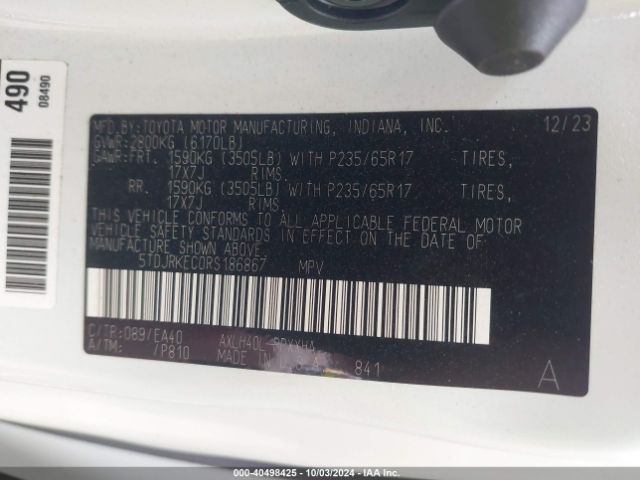 490
08490
MFD.BY:TOYOTA MOTOR MANUFACTURING, INDIANA, INC. 12/23
GVWR:2800KG (6170LB)
GAWR:FRT. 1590KG (3505LB) WITH P235/65R17 TIRES,
17X7J RIMS.
RR. 1590KG (3505LB) WITH P235/65R17 TIRES,
17X7J RIMS.
THIS VEHICLE CONFORMS TO ALL APPLICABLE FEDERAL MOTOR
VEHICLE SAFETY STANDARDS IN EFFECT ON THE DATE OF
MANUFACTURE SHOWN ABOVE.
5TDJRKEC0RS186867 MPV
C/TR:089/EA40
A/TM: /P810
MADE IN 841
A
000-40498425 - 10/03/2024 - IAA Inc.